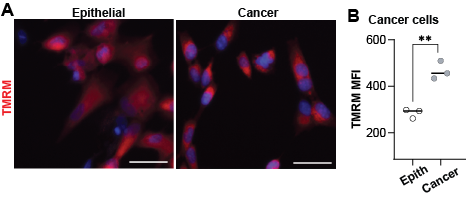 A
Epithelial
Cancer
TMRM
B
Cancer cells
TMRM MFI
600
400
200
**
Epith
Cancer